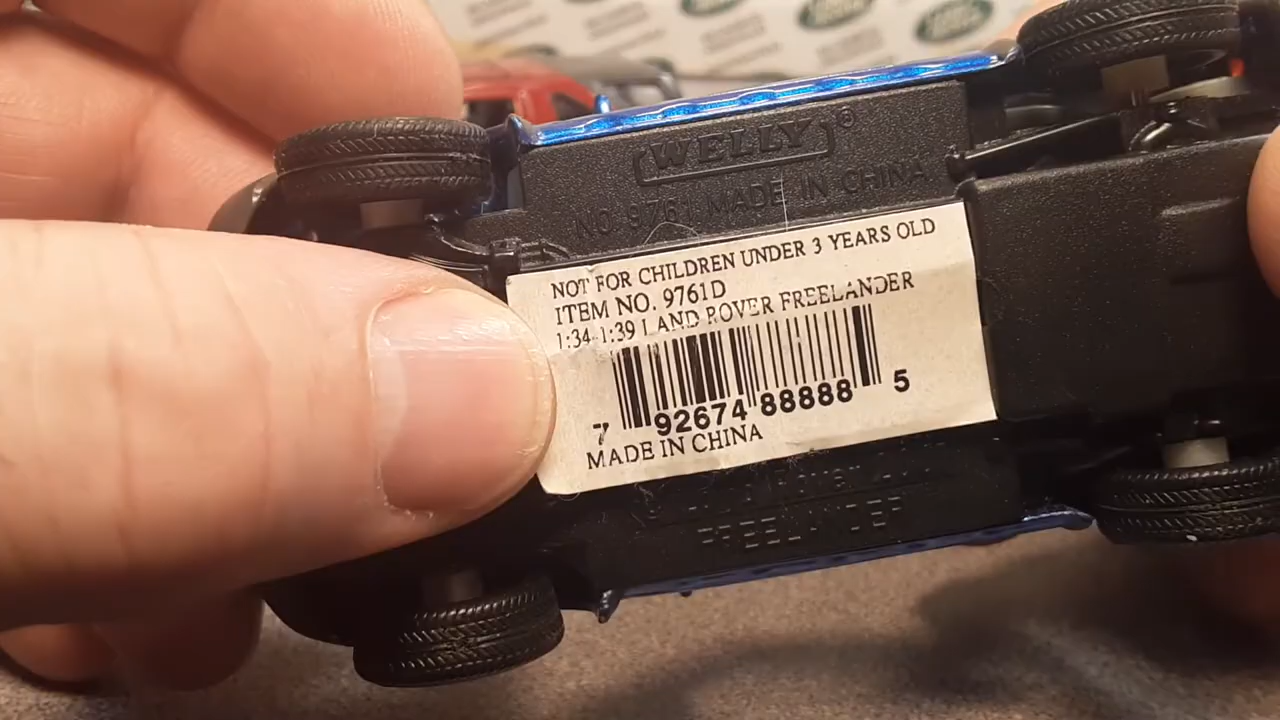 WELLY®
NO 9761 MADE IN CHINA
NOT FOR CHILDREN UNDER 3 YEARS OLD
ITEM NO. 9761D
1:34-1:39 LAND ROVER FREELANDER
7 92674 88888 5
MADE IN CHINA
FREELANDER